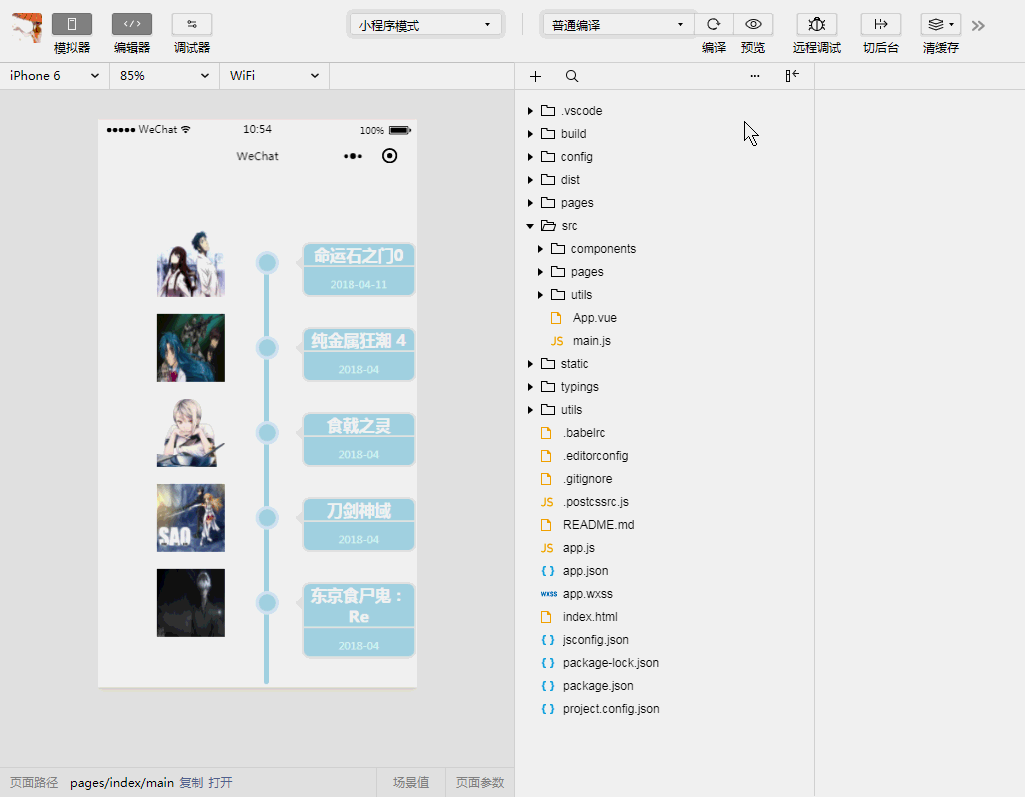 小程序模式
普通编译
模拟器 编辑器 调试器 编译 预览 远程调试 切后台 清缓存
iPhone 6 85% WiFi
WeChat 10:54 100%
WeChat
命运石之门0
2018-04-11
纯金属狂潮 4
2018-04
食戟之灵
2018-04
SAO
刀剑神域
2018-04
东京食尸鬼：
Re
2018-04
.vscode
build
config
dist
pages
src
components
pages
utils
App.vue
JS main.js
static
typings
utils
.babelrc
.editorconfig
.gitignore
JS .postcssrc.js
README.md
JS app.js
{ } app.json
wxss app.wxss
index.html
{ } jsconfig.json
{ } package-lock.json
{ } package.json
{ } project.config.json
页面路径 pages/index/main 复制 打开 场景值 页面参数